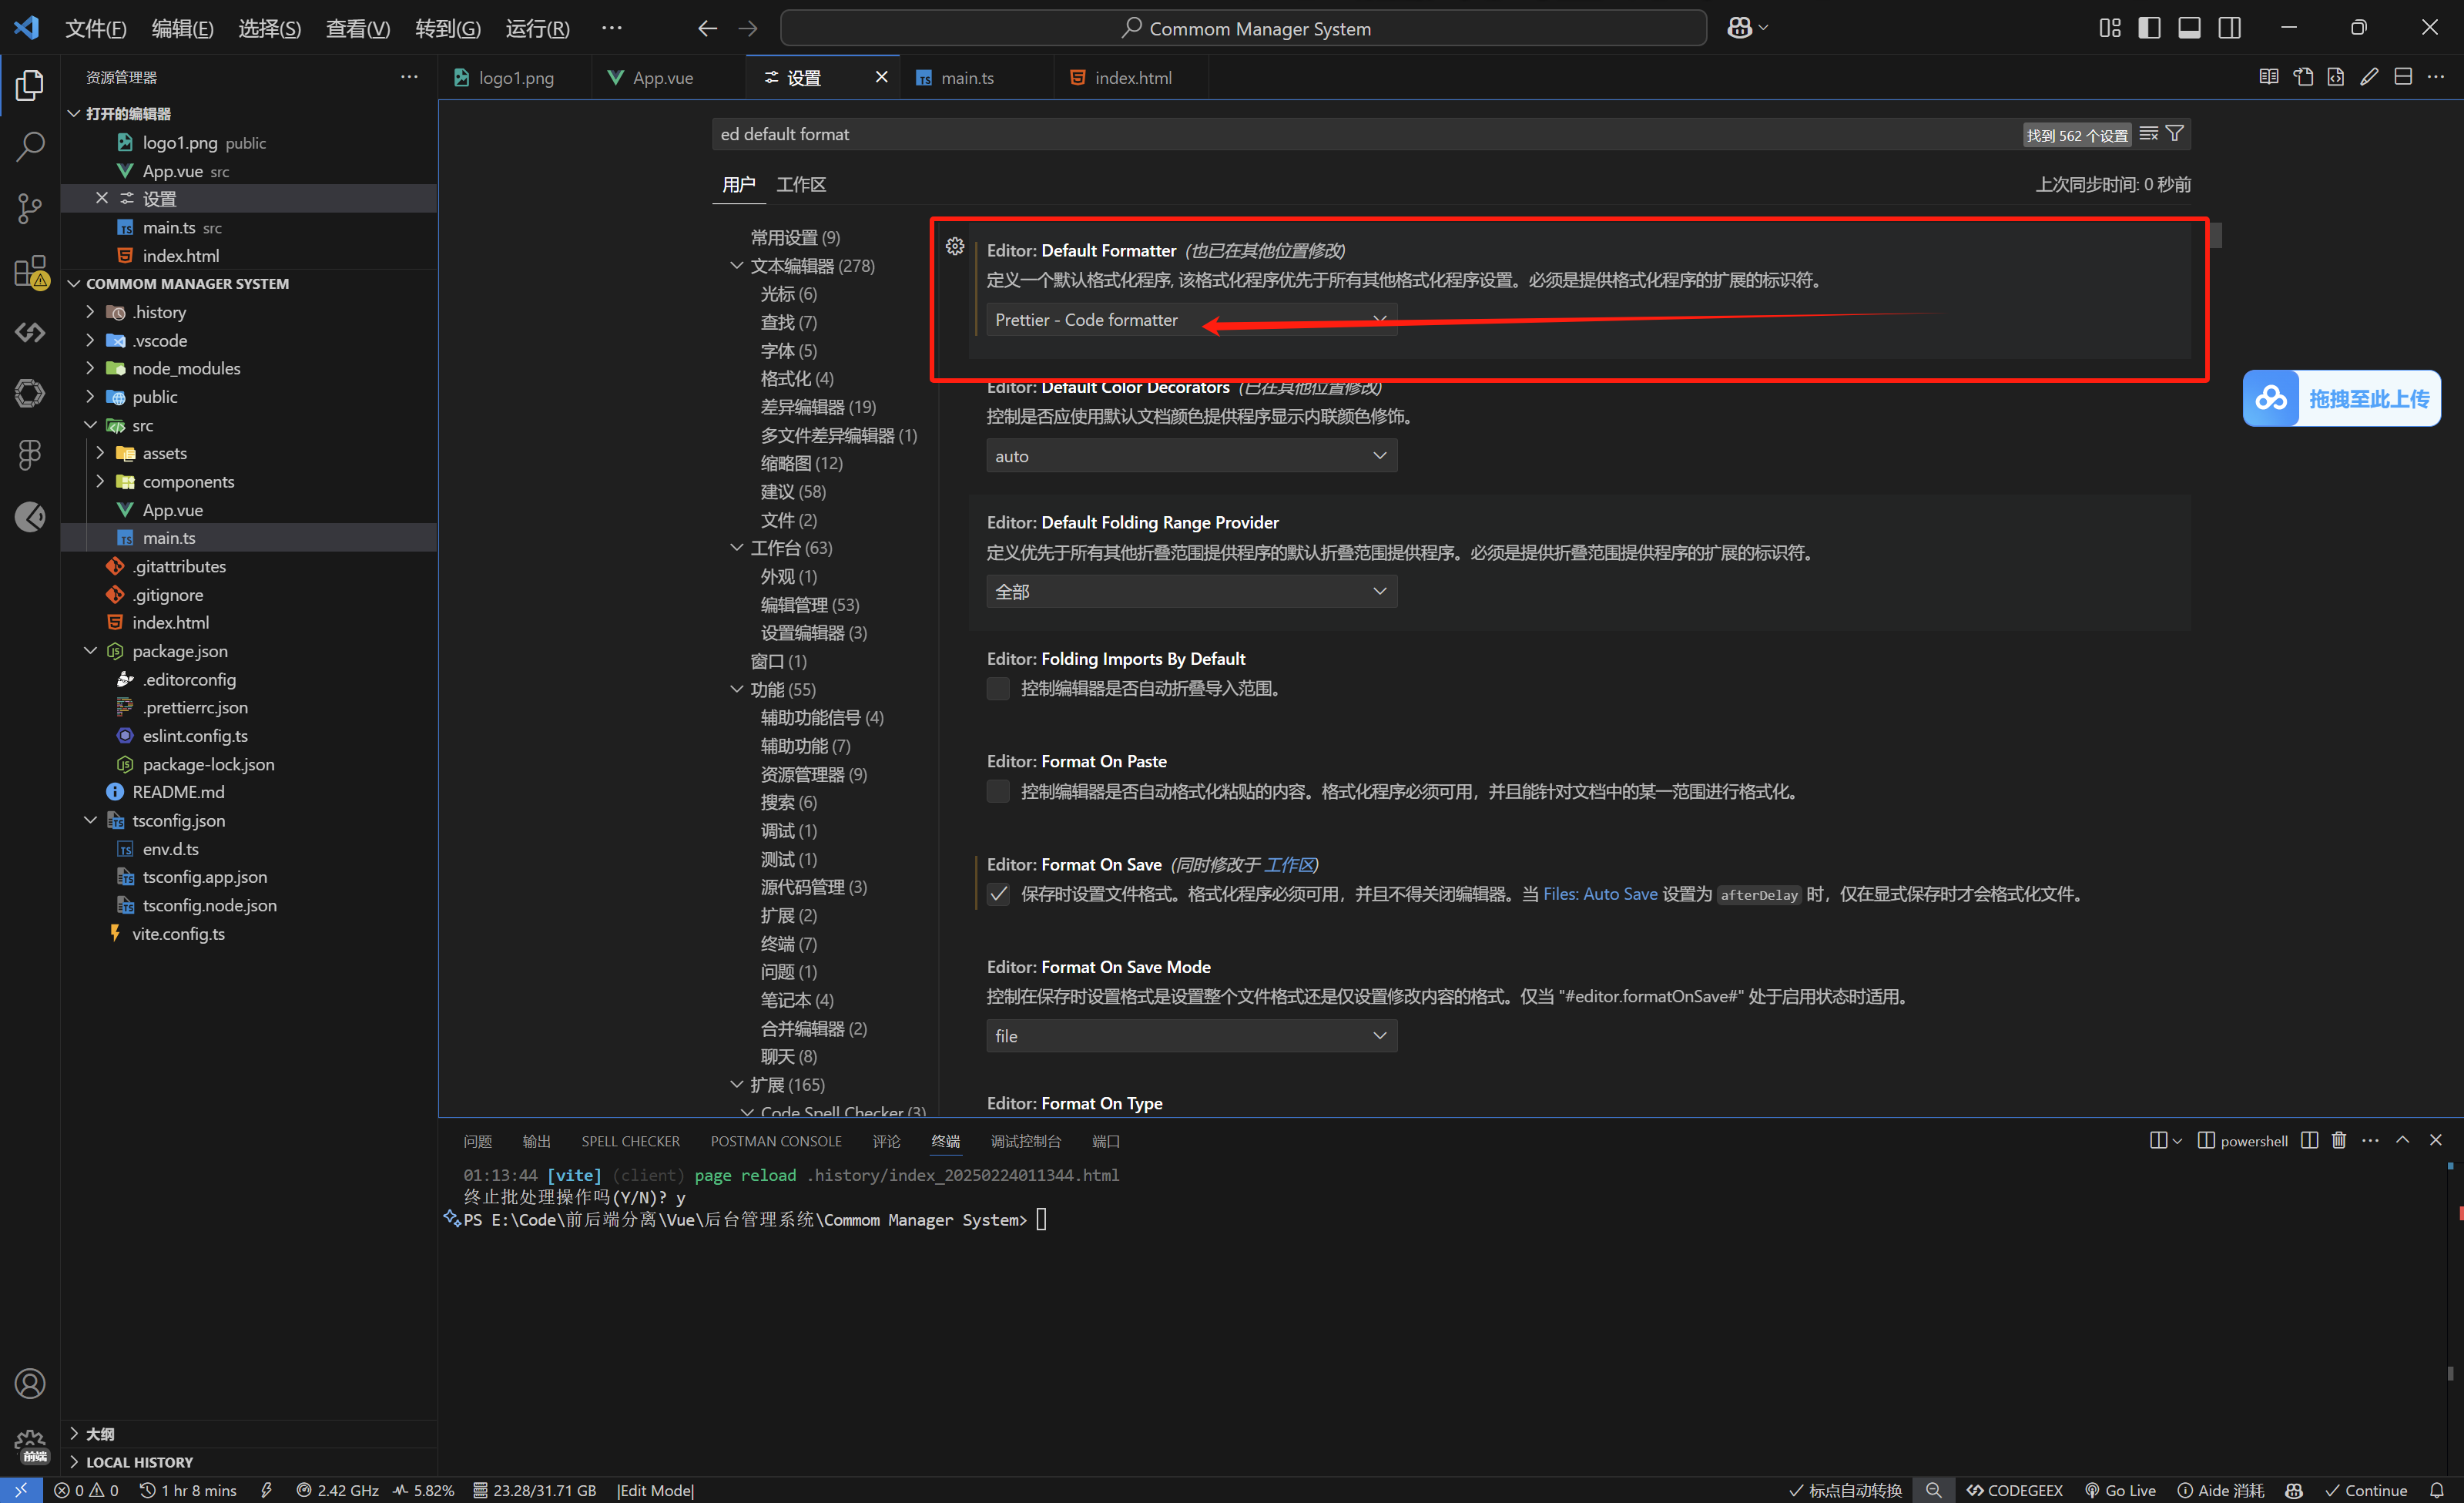 文件(F) 编辑(E) 选择(S) 查看(V) 转到(G) 运行(R) ··· Commom Manager System
资源管理器
logo1.png App.vue 设置 main.ts index.html
打开的编辑器
logo1.png public
App.vue src
设置
main.ts src
index.html
COMMOM MANAGER SYSTEM
.history
.vscode
node_modules
public
src
assets
components
App.vue
main.ts
.gitattributes
.gitignore
index.html
package.json
.editorconfig
.prettierrc.json
eslint.config.ts
package-lock.json
README.md
tsconfig.json
env.d.ts
tsconfig.app.json
tsconfig.node.json
vite.config.ts
大纲
LOCAL HISTORY
前端
ed default format
找到 562 个设置
用户 工作区
上次同步时间: 0 秒前
常用设置 (9)
文本编辑器 (278)
光标 (6)
查找 (7)
字体 (5)
格式化 (4)
差异编辑器 (19)
多文件差异编辑器 (1)
缩略图 (12)
建议 (58)
文件 (2)
工作台 (63)
外观 (1)
编辑管理 (53)
设置编辑器 (3)
窗口 (1)
功能 (55)
辅助功能信号 (4)
辅助功能 (7)
资源管理器 (9)
搜索 (6)
调试 (1)
测试 (1)
源代码管理 (3)
扩展 (2)
终端 (7)
问题 (1)
笔记本 (4)
合并编辑器 (2)
聊天 (8)
扩展 (165)
Code Spell Checker (3)
Editor: Default Formatter (也已在其他位置修改)
定义一个默认格式化程序, 该格式化程序优先于所有其他格式化程序设置。必须是提供格式化程序的扩展的标识符。
Prettier - Code formatter
Editor: Default Color Decorators (已在其他位置修改)
控制是否应使用默认文档颜色提供程序显示内联颜色修饰。
auto
Editor: Default Folding Range Provider
定义优先于所有其他折叠范围提供程序的默认折叠范围提供程序。必须是提供折叠范围提供程序的扩展的标识符。
全部
Editor: Folding Imports By Default
控制编辑器是否自动折叠导入范围。
Editor: Format On Paste
控制编辑器是否自动格式化粘贴的内容。格式化程序必须可用，并且能针对文档中的某一范围进行格式化。
Editor: Format On Save (同时修改于 工作区)
保存时设置文件格式。格式化程序必须可用，并且不得关闭编辑器。当 Files: Auto Save 设置为 afterDelay 时，仅在显式保存时才会格式化文件。
Editor: Format On Save Mode
控制在保存时设置格式是设置整个文件格式还是仅设置修改内容的格式。仅当 "#editor.formatOnSave#" 处于启用状态时适用。
file
Editor: Format On Type
拖拽至此上传
问题 输出 SPELL CHECKER POSTMAN CONSOLE 评论 终端 调试控制台 端口
powershell
01:13:44 [vite] (client) page reload .history/index_20250224011344.html
终止批处理操作吗(Y/N)? y
PS E:\Code\前后端分离\Vue\后台管理系统\Commom Manager System>
0 0 1 hr 8 mins 2.42 GHz 5.82% 23.28/31.71 GB |Edit Mode|
标点自动转换 CODEGEEX Go Live Aide 消耗 Continue